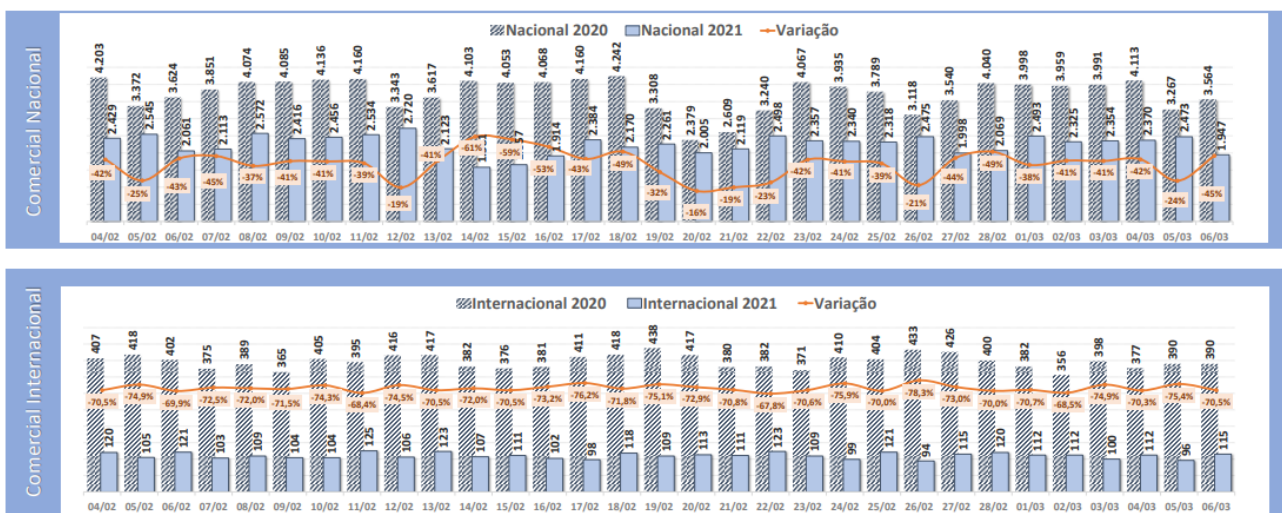 Comercial Nacional
Nacional 2020 Nacional 2021 Variação
4.203 3.372 3.624 3.851 4.074 4.085 4.136 4.160 3.343 3.617 4.103 4.053 4.068 4.160 4.242 3.308 2.379 2.609 3.240 4.067 3.935 3.789 3.118 3.540 4.040 3.998 3.959 3.991 4.113 3.267 3.564
2.429 2.545 2.061 2.113 2.572 2.416 2.456 2.534 2.720 2.123 1.914 2.384 2.170 2.261 2.005 2.119 2.498 2.357 2.340 2.318 2.475 1.998 2.069 2.493 2.325 2.354 2.370 2.473 1.947
-42% -25% -43% -45% -37% -41% -41% -39% -19% -41% -61% -59% -53% -43% -49% -32% -16% -19% -23% -42% -41% -39% -21% -44% -49% -38% -41% -41% -42% -24% -45%
04/02 05/02 06/02 07/02 08/02 09/02 10/02 11/02 12/02 13/02 14/02 15/02 16/02 17/02 18/02 19/02 20/02 21/02 22/02 23/02 24/02 25/02 26/02 27/02 28/02 01/03 02/03 03/03 04/03 05/03 06/03
Comercial Internacional
Internacional 2020 Internacional 2021 Variação
407 418 402 375 389 365 405 395 416 417 382 376 381 411 418 438 417 380 382 371 410 404 433 426 400 382 356 398 377 390 390
-70,5% -74,9% -69,9% -72,5% -72,0% -71,5% -74,3% -68,4% -74,5% -70,5% -72,0% -70,5% -73,2% -76,2% -71,8% -75,1% -72,9% -70,8% -67,8% -70,6% -75,9% -70,0% -78,3% -73,0% -70,0% -70,7% -68,5% -74,9% -70,3% -75,4% -70,5%
120 105 121 103 109 104 104 125 106 123 107 111 102 98 118 109 113 111 123 109 99 121 94 115 120 112 112 100 112 96 115
04/02 05/02 06/02 07/02 08/02 09/02 10/02 11/02 12/02 13/02 14/02 15/02 16/02 17/02 18/02 19/02 20/02 21/02 22/02 23/02 24/02 25/02 26/02 27/02 28/02 01/03 02/03 03/03 04/03 05/03 06/03